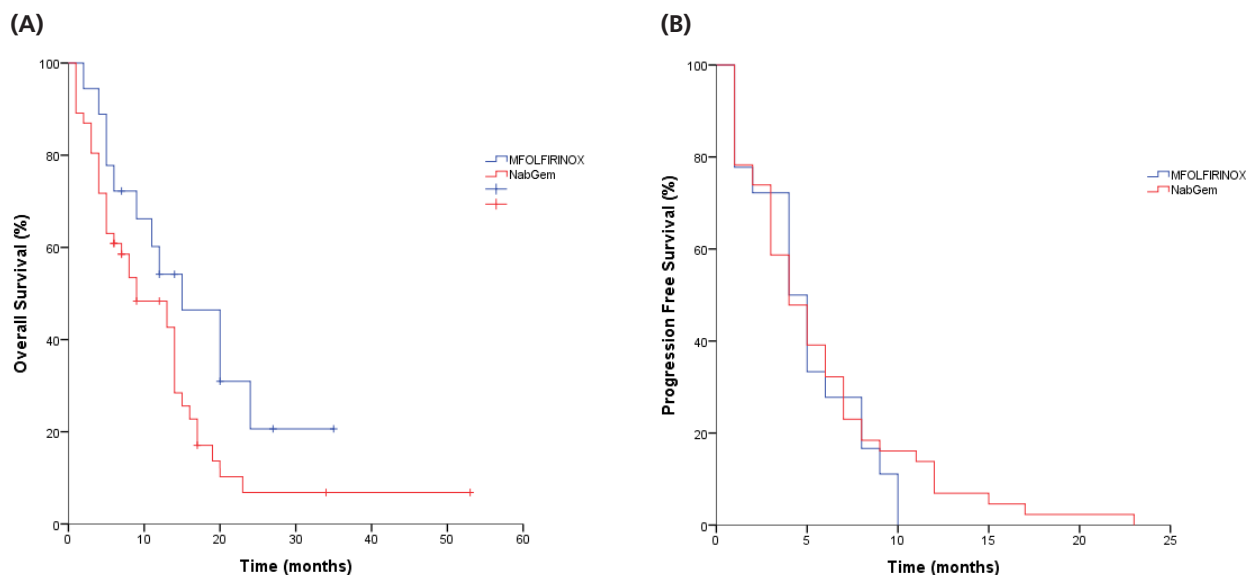 (A)
(B)
100
80
60
40
20
0
Overall Survival (%)
0 10 20 30 40 50 60
Time (months)
MFOLFIRINOX
NabGem
100
80
60
40
20
0
Progression Free Survival (%)
0 5 10 15 20 25
Time (months)
MFOLFIRINOX
NabGem